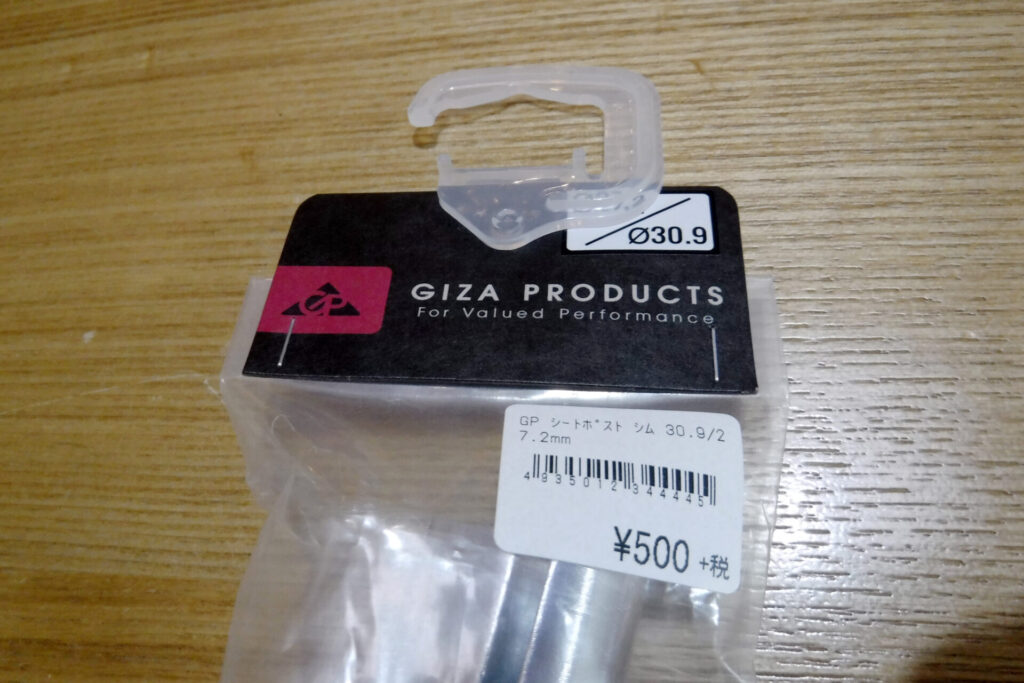 Ø30.9
GP
GIZA PRODUCTS
For Valued Performance
GP シートポスト シム 30.9/2
7.2mm
4935012344445
¥500 +税